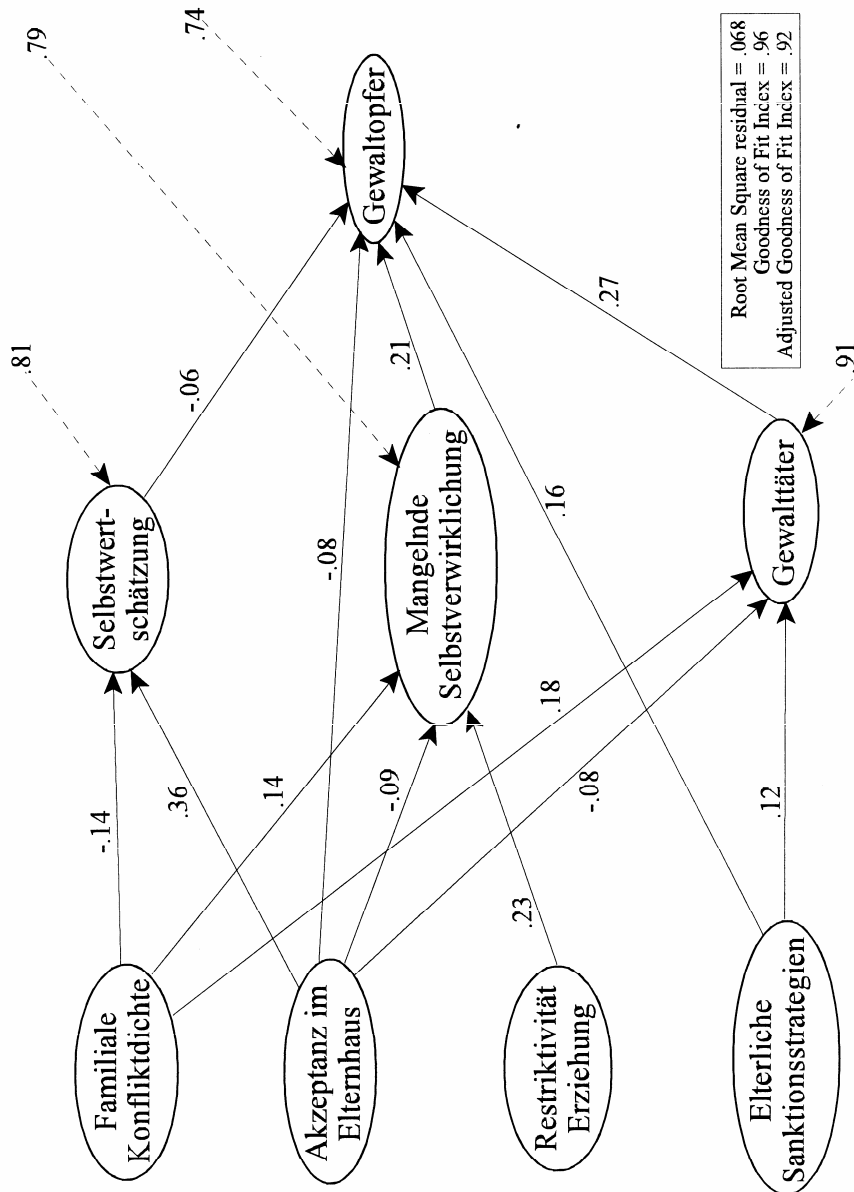 .81
.79
.74
Familiale
Konfliktdichte
-.14
Selbstwert-
schätzung
-.06
.36
.14
Akzeptanz im
Elternhaus
-.08
Gewaltopfer
-.09
Mangelnde
Selbstverwirklichung
.21
.23
Restriktivität
Erziehung
.18
-.08
.16
.27
Elterliche
Sanktionsstrategien
.12
Gewalttäter
.91
Root Mean Square residual = .068
Goodness of Fit Index = .96
Adjusted Goodness of Fit Index = .92